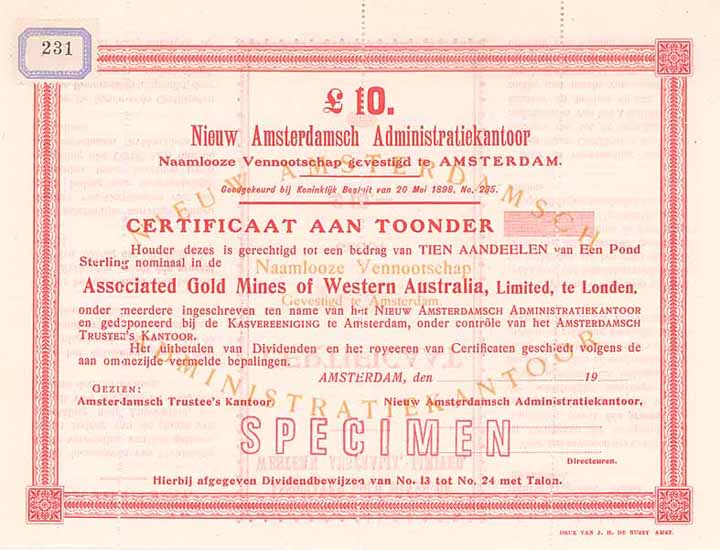 231
£ 10.
Nieuw Amsterdamsch Administratiekantoor
Naamlooze Vennootschap gevestigd te AMSTERDAM.
Goedgekeurd bij Koninklijk Besluit van 20 Mei 1898, No. 235.
NIEUW AMSTERDAMSCH
CERTIFICAAT AAN TOONDER
Houder dezes is gerechtigd tot een bedrag van TIEN AANDEELEN van Een Pond
Sterling nominaal in de
Naamlooze Vennootschap
Associated Gold Mines of Western Australia, Limited, te Londen,
Gevestigd te Amsterdam.
onder meerdere ingeschreven ten name van het NIEUW AMSTERDAMSCH ADMINISTRATIEKANTOOR
en gedeponeerd bij de KASVEREENIGING te Amsterdam, onder contrôle van het AMSTERDAMSCH
TRUSTEE'S KANTOOR.
Het uitbetalen van Dividenden en het royeeren van Certificaten geschiedt volgens de
aan ommezijde vermelde bepalingen.
ADMINISTRATIEKANTOOR
AMSTERDAM, den 19
GEZIEN:
Amsterdamsch Trustee's Kantoor. Nieuw Amsterdamsch Administratiekantoor,
SPECIMEN
Directeuren.
Hierbij afgegeven Dividendbewijzen van No. 13 tot No. 24 met Talon.
DRUK VAN J. H. DE BUSSY AMST.